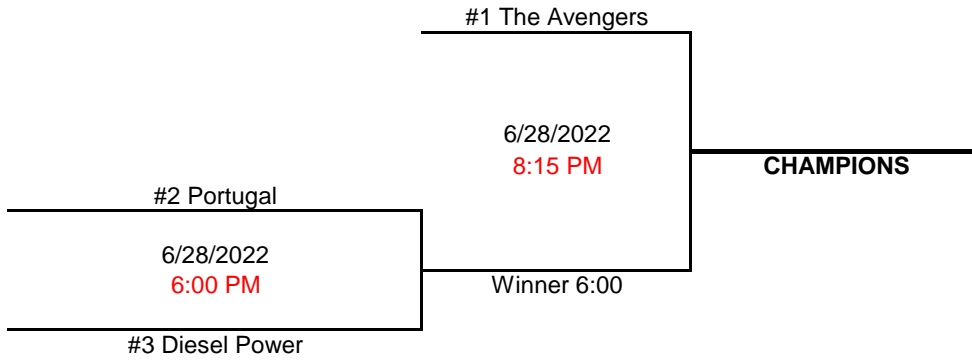 #1 The Avengers
6/28/2022
8:15 PM
CHAMPIONS
#2 Portugal
6/28/2022
6:00 PM
Winner 6:00
#3 Diesel Power